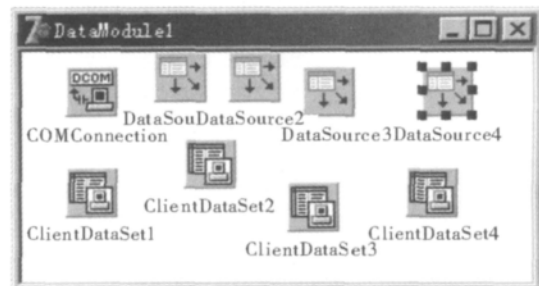 DataModule1
DCOM
DataSouDataSource2
COMConnection
DataSource3DataSource4
ClientDataSet1
ClientDataSet2
ClientDataSet3
ClientDataSet4